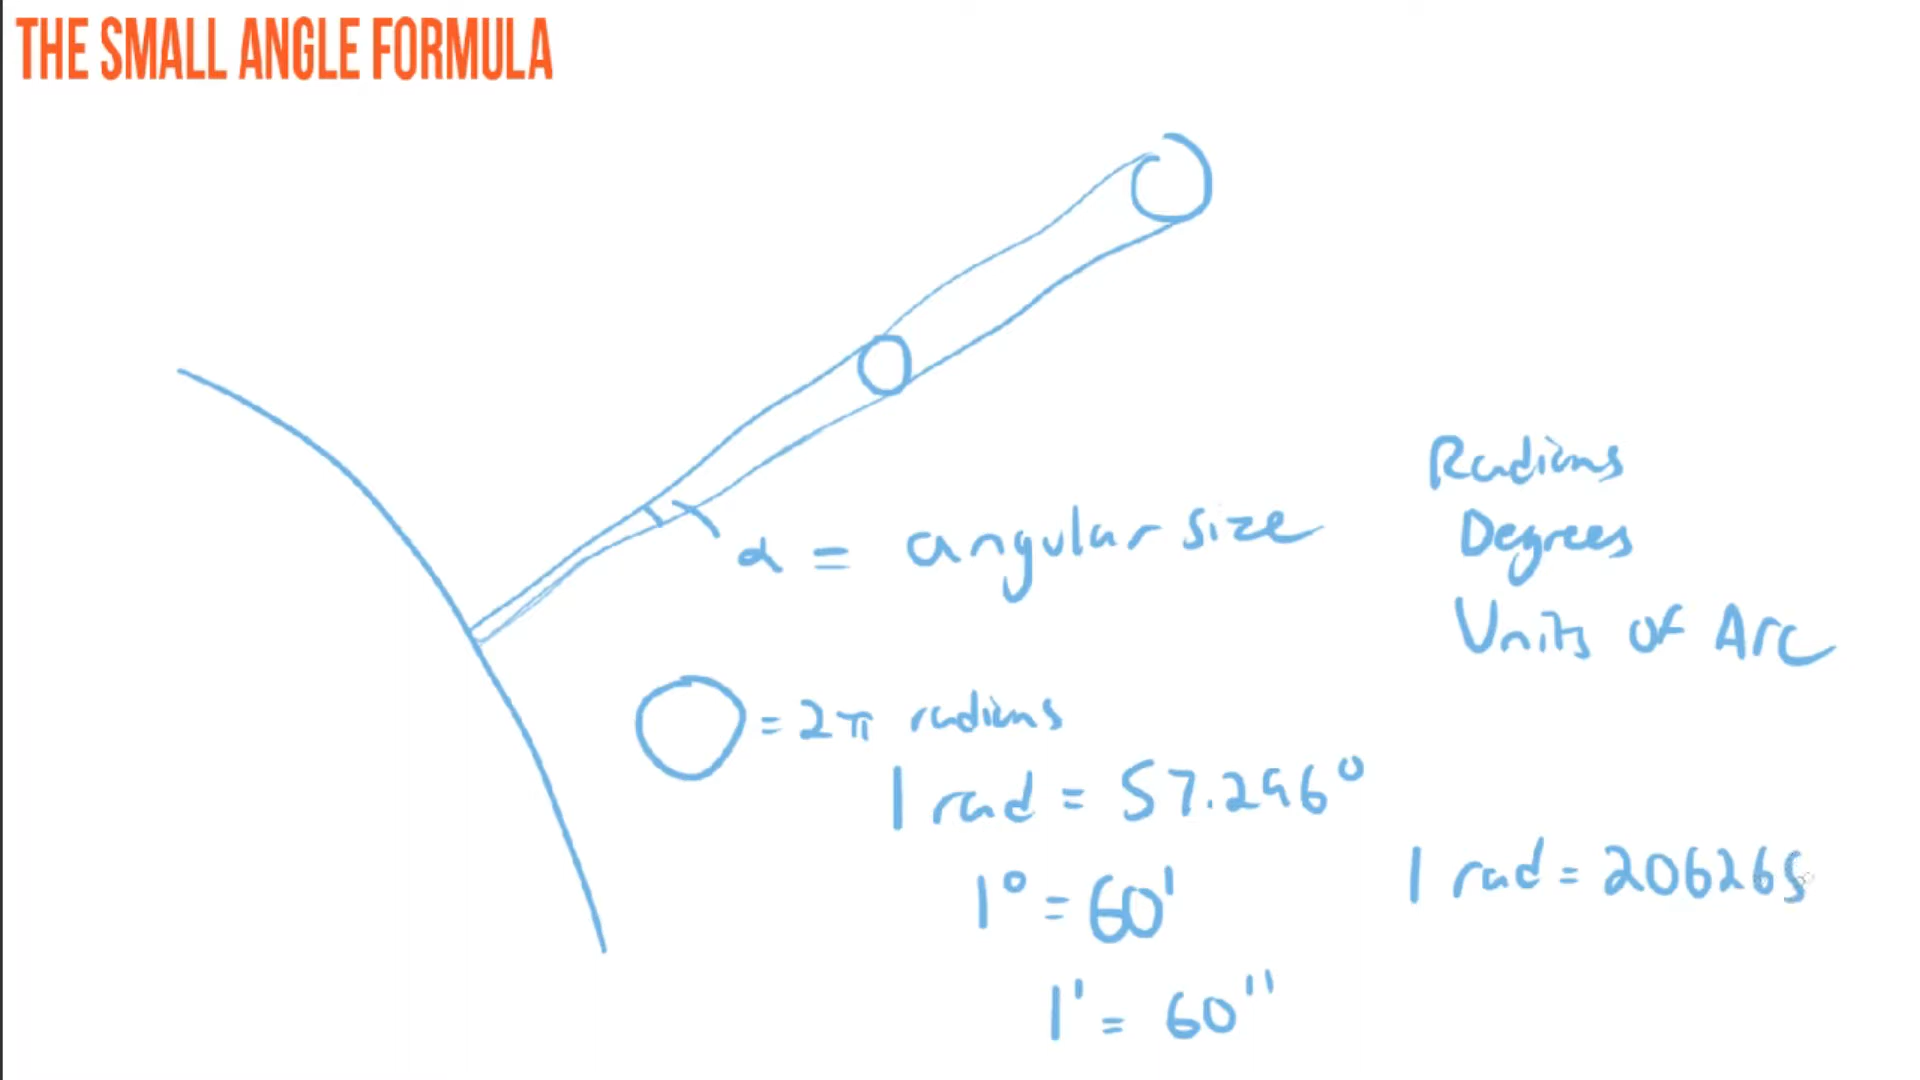 THE SMALL ANGLE FORMULA
α = angular size
Radians
Degrees
Units of Arc
= 2π radians
1 rad = 57.296°
1° = 60'
1 rad = 206265
1' = 60''